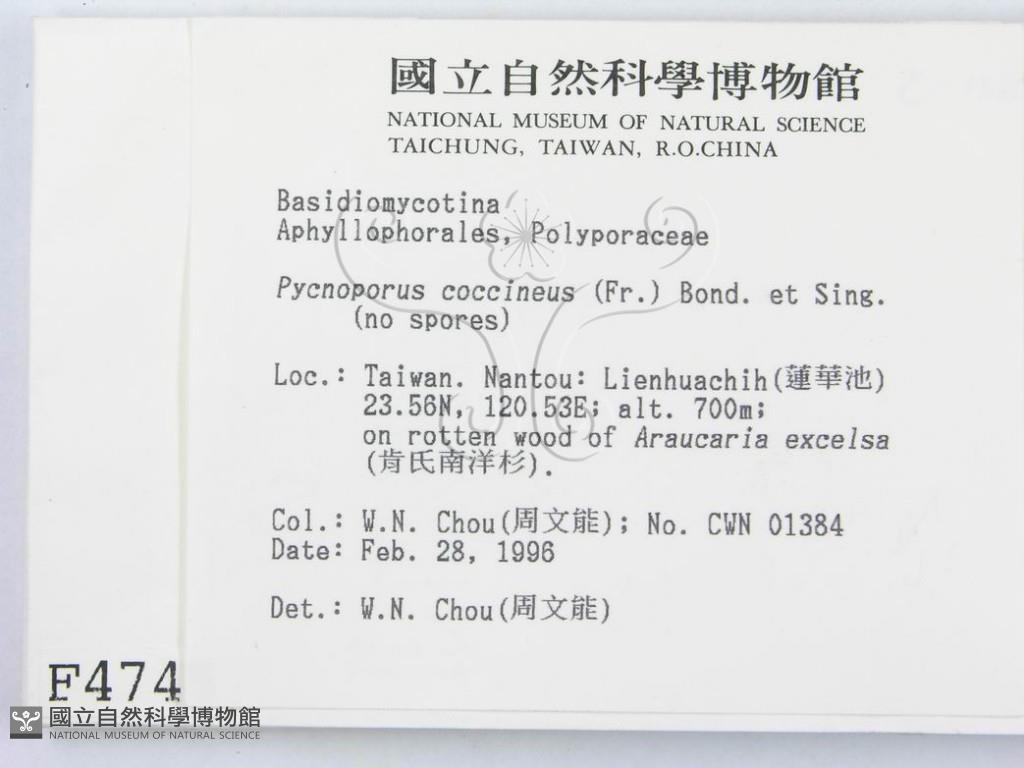 國立自然科學博物館
NATIONAL MUSEUM OF NATURAL SCIENCE
TAICHUNG, TAIWAN, R.O.CHINA
Basidiomycotina
Aphyllophorales, Polyporaceae
Pycnoporus coccineus (Fr.) Bond. et Sing.
(no spores)
Loc.: Taiwan. Nantou: Lienhuachih(蓮華池)
23.56N, 120.53E; alt. 700m;
on rotten wood of Araucaria excelsa
(肯氏南洋杉).
Col.: W.N. Chou(周文能); No. CWN 01384
Date: Feb. 28, 1996
Det.: W.N. Chou(周文能)
F474
國立自然科學博物館
NATIONAL MUSEUM OF NATURAL SCIENCE